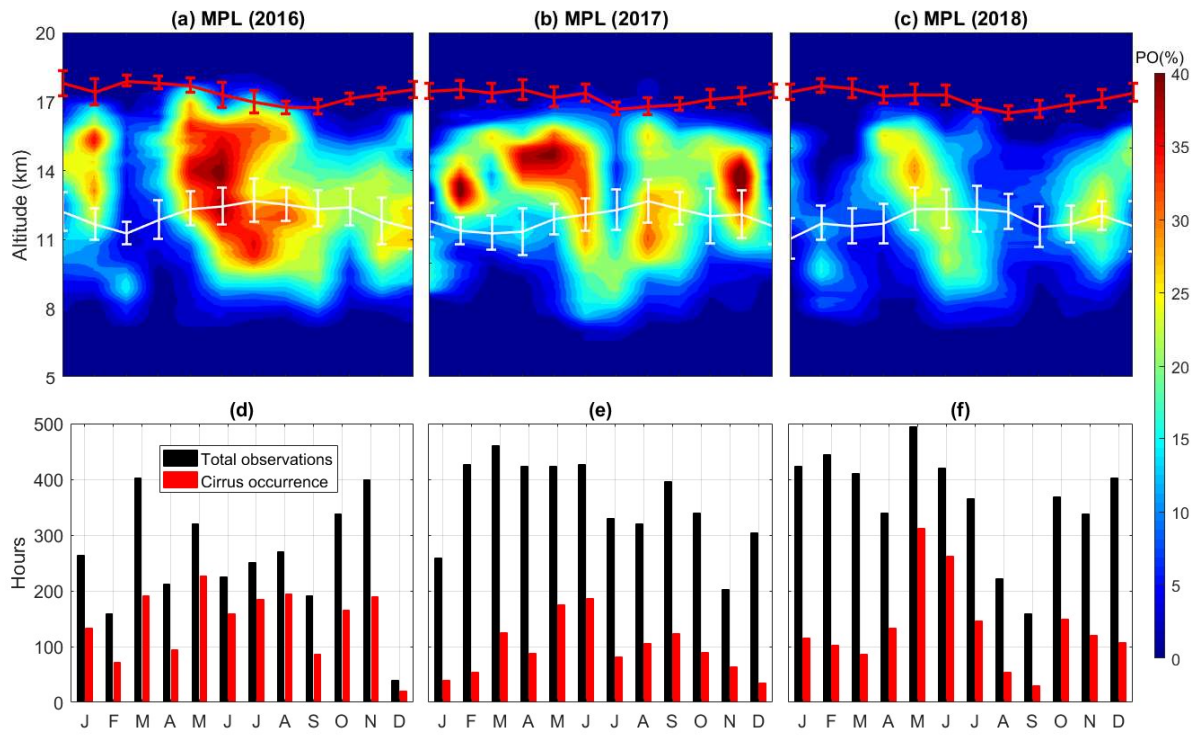 (a) MPL (2016)
(b) MPL (2017)
(c) MPL (2018)
PO(%)
Altitude (km)
20
17
14
11
8
5
40
35
30
25
20
15
10
5
0
(d)
(e)
(f)
Hours
500
400
300
200
100
0
Total observations
Cirrus occurrence
J F M A M J J A S O N D
J F M A M J J A S O N D
J F M A M J J A S O N D